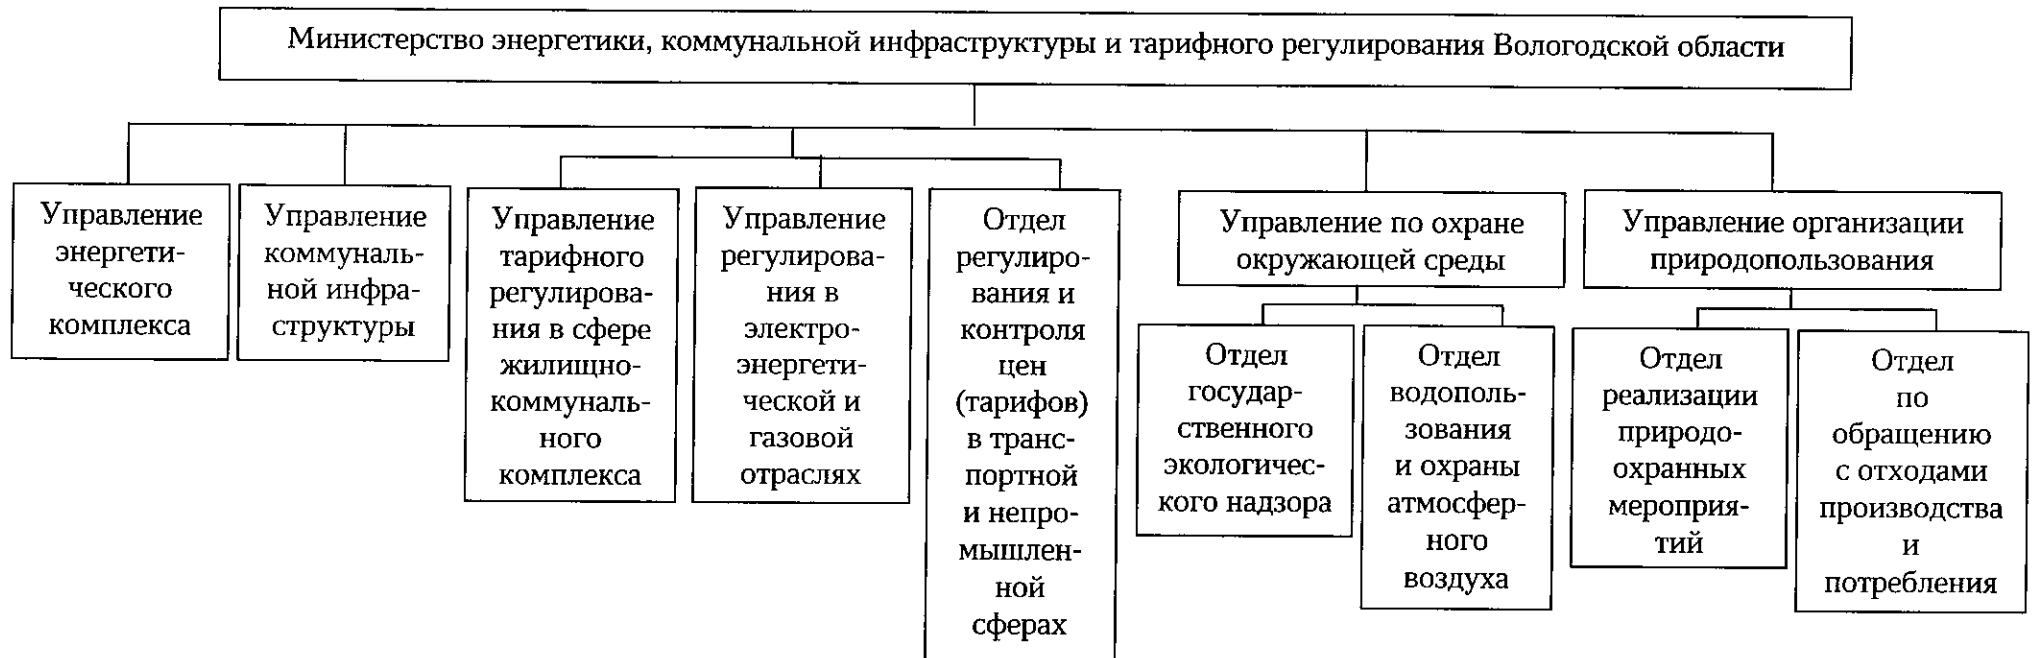 Министерство энергетики, коммунальной инфраструктуры и тарифного регулирования Вологодской области
Управление
энергети-
ческого
комплекса
Управление
коммуналь-
ной инфра-
структуры
Управление
тарифного
регулирова-
ния в сфере
жилищно-
коммуналь-
ного
комплекса
Управление
регулирова-
ния в
электро-
энергети-
ческой и
газовой
отраслях
Отдел
регулиро-
вания и
контроля
цен
(тарифов)
в транс-
портной
и непро-
мышлен-
ной
сферах
Управление по охране
окружающей среды
Отдел
государ-
ственного
экологичес-
кого надзора
Отдел
водополь-
зования
и охраны
атмосфер-
ного
воздуха
Управление организации
природопользования
Отдел
реализации
природо-
охранных
мероприя-
тий
Отдел
по
обращению
с отходами
производства
и
потребления